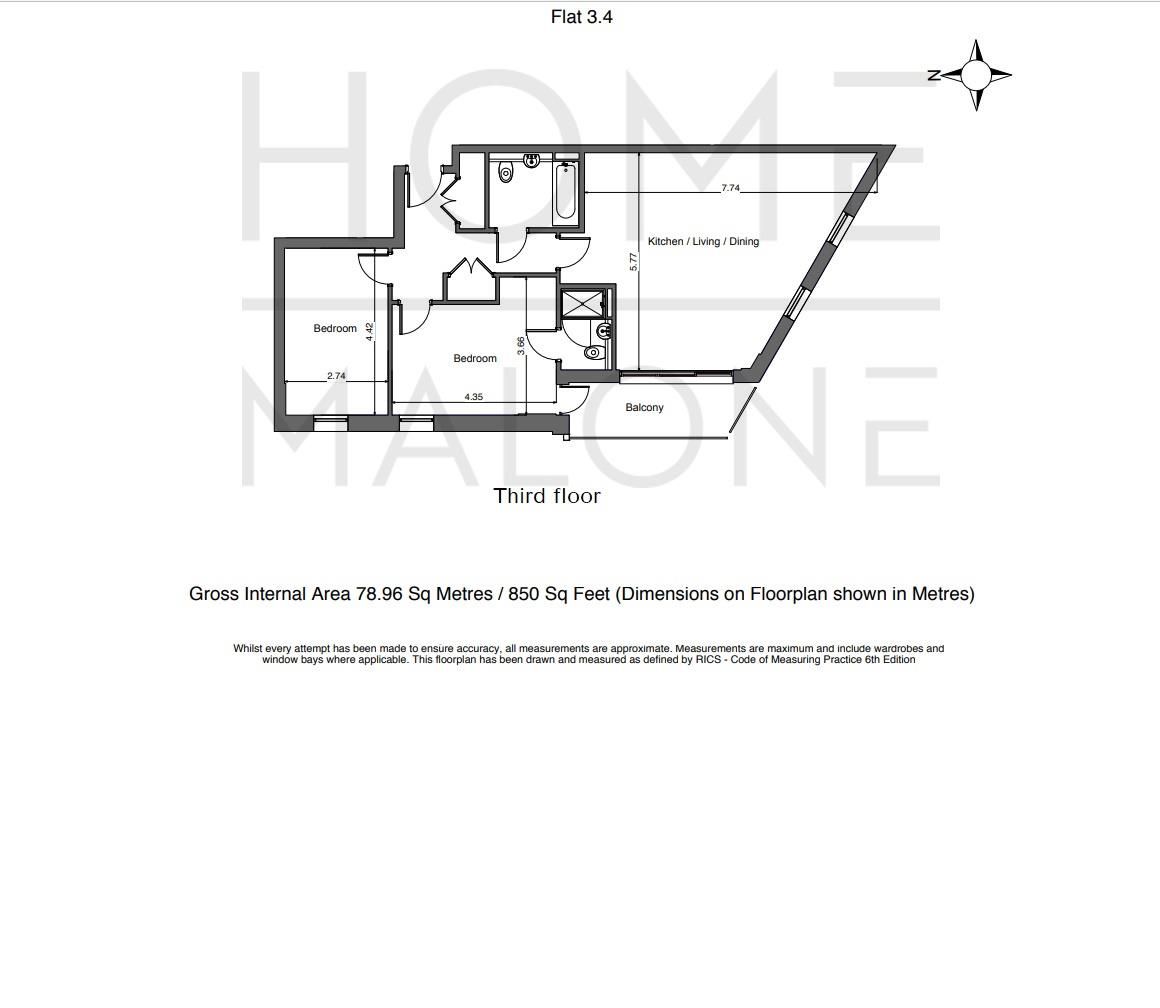 Flat 3.4
HOME
N
7.74
Kitchen / Living / Dining
5.77
Bedroom
4.42
3.66
Bedroom
2.74
4.35
Balcony
MALONE
Third floor
Gross Internal Area 78.96 Sq Metres / 850 Sq Feet (Dimensions on Floorplan shown in Metres)
Whilst every attempt has been made to ensure accuracy, all measurements are approximate. Measurements are maximum and include wardrobes and
window bays where applicable. This floorplan has been drawn and measured as defined by RICS - Code of Measuring Practice 6th Edition